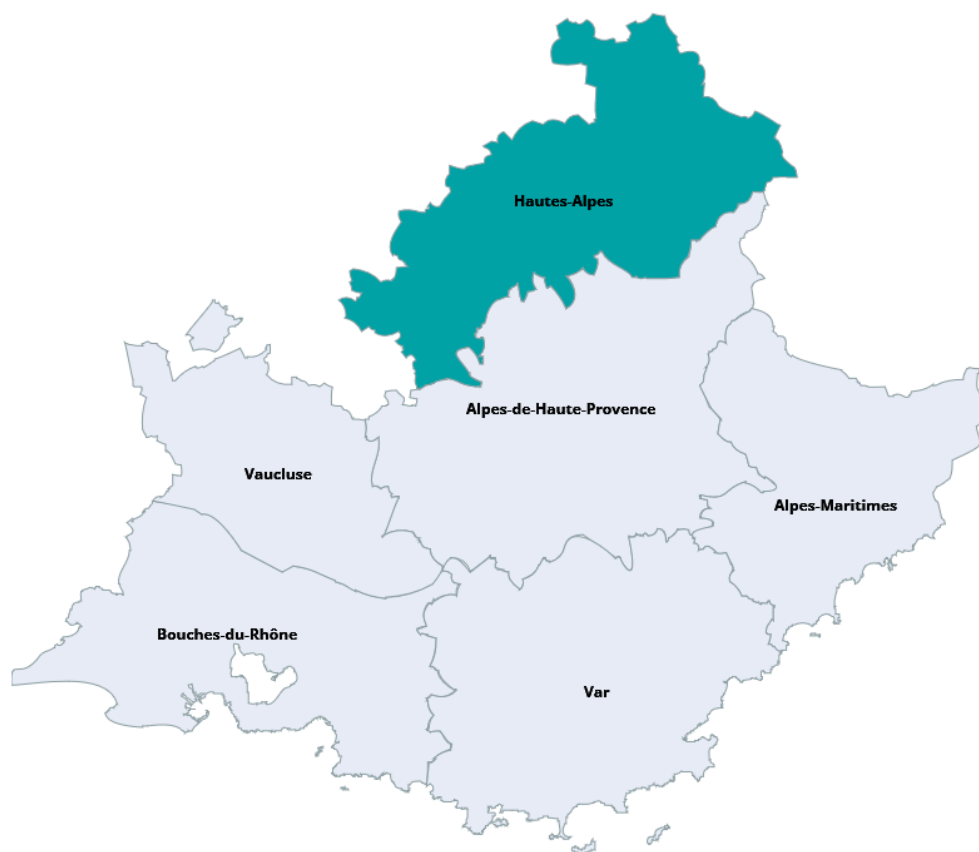 Hautes-Alpes
Alpes-de-Haute-Provence
Vaucluse
Alpes-Maritimes
Bouches-du-Rhône
Var